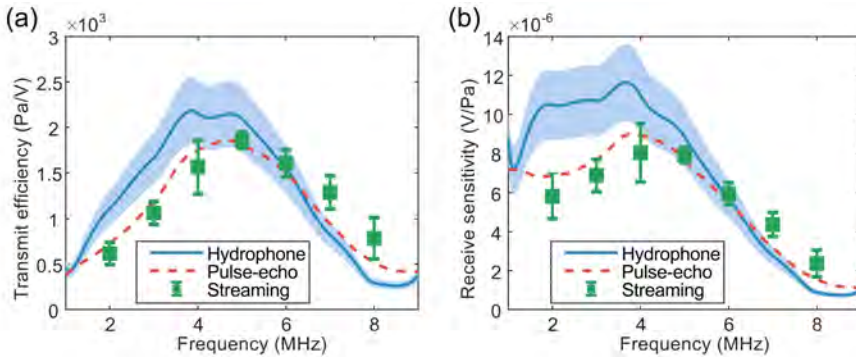 (a)
×10³
3
2.5
2
1.5
1
0.5
0
Transmit efficiency (Pa/V)
Hydrophone
Pulse-echo
Streaming
2 4 6 8
Frequency (MHz)
(b)
×10⁻⁶
14
12
10
8
6
4
2
0
Receive sensitivity (V/Pa)
Hydrophone
Pulse-echo
Streaming
2 4 6 8
Frequency (MHz)